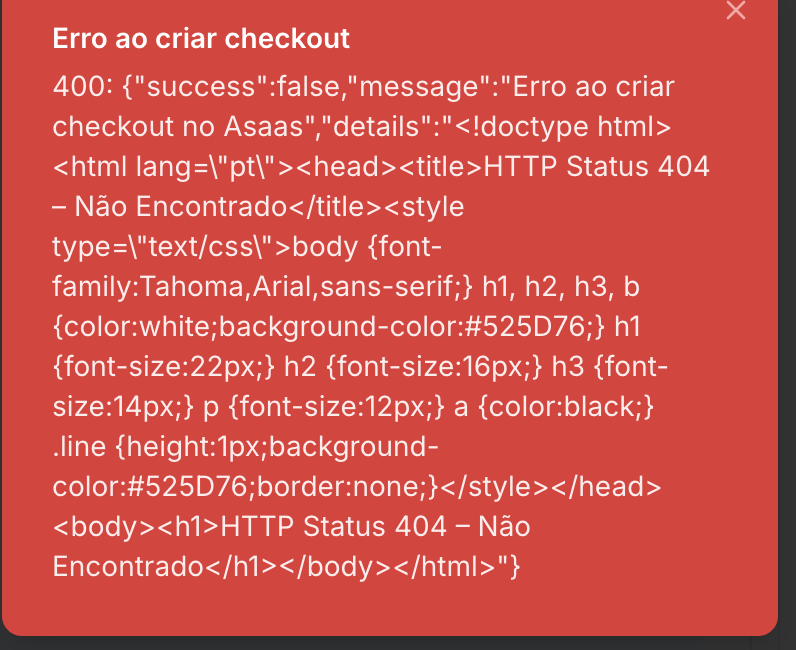 Erro ao criar checkout
400: {"success":false,"message":"Erro ao criar
checkout no Asaas","details":"<!doctype html>
<html lang=\"pt\"><head><title>HTTP Status 404
– Não Encontrado</title><style
type=\"text/css\">body {font-
family:Tahoma,Arial,sans-serif;} h1, h2, h3, b
{color:white;background-color:#525D76;} h1
{font-size:22px;} h2 {font-size:16px;} h3 {font-
size:14px;} p {font-size:12px;} a {color:black;}
.line {height:1px;background-
color:#525D76;border:none;}</style></head>
<body><h1>HTTP Status 404 – Não
Encontrado</h1></body></html>"}